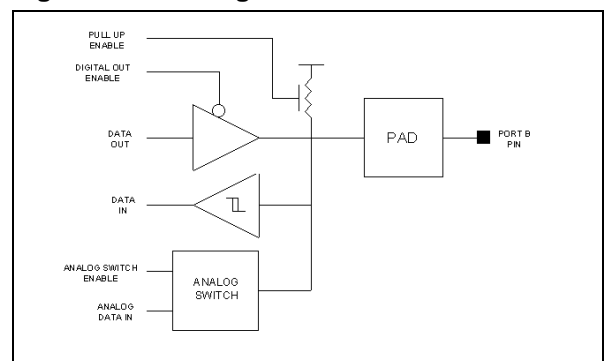 PULL UP
ENABLE
DIGITAL OUT
ENABLE
DATA
OUT
PAD
PORT B
PIN
DATA
IN
ANALOG SWITCH
ENABLE
ANALOG
SWITCH
ANALOG
DATA IN